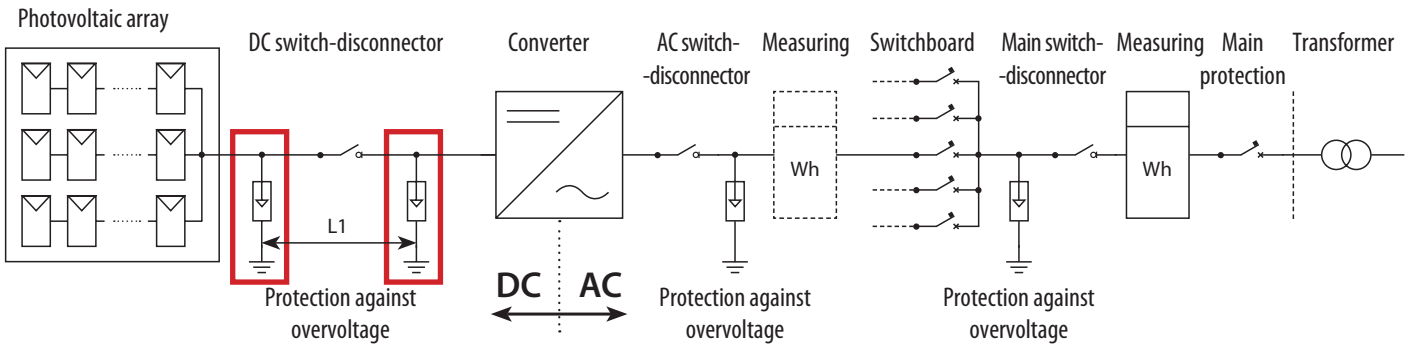 Photovoltaic array
DC switch-disconnector
Converter
AC switch-
-disconnector
Measuring
Switchboard
Main switch-
-disconnector
Measuring
Main
protection
Transformer
Wh
Wh
L1
DC
AC
Protection against
overvoltage
Protection against
overvoltage
Protection against
overvoltage